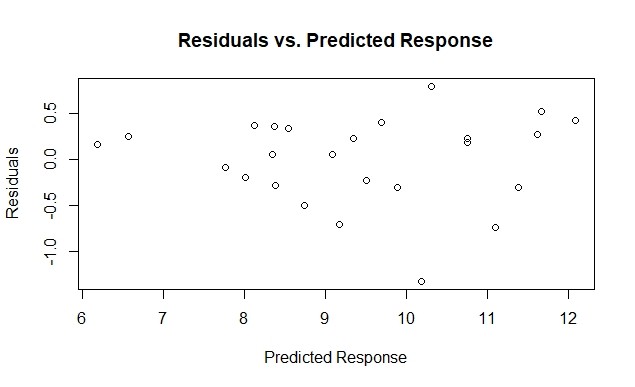 Residuals vs. Predicted Response
0.5
0.0
-0.5
-1.0
Residuals
6 7 8 9 10 11 12
Predicted Response